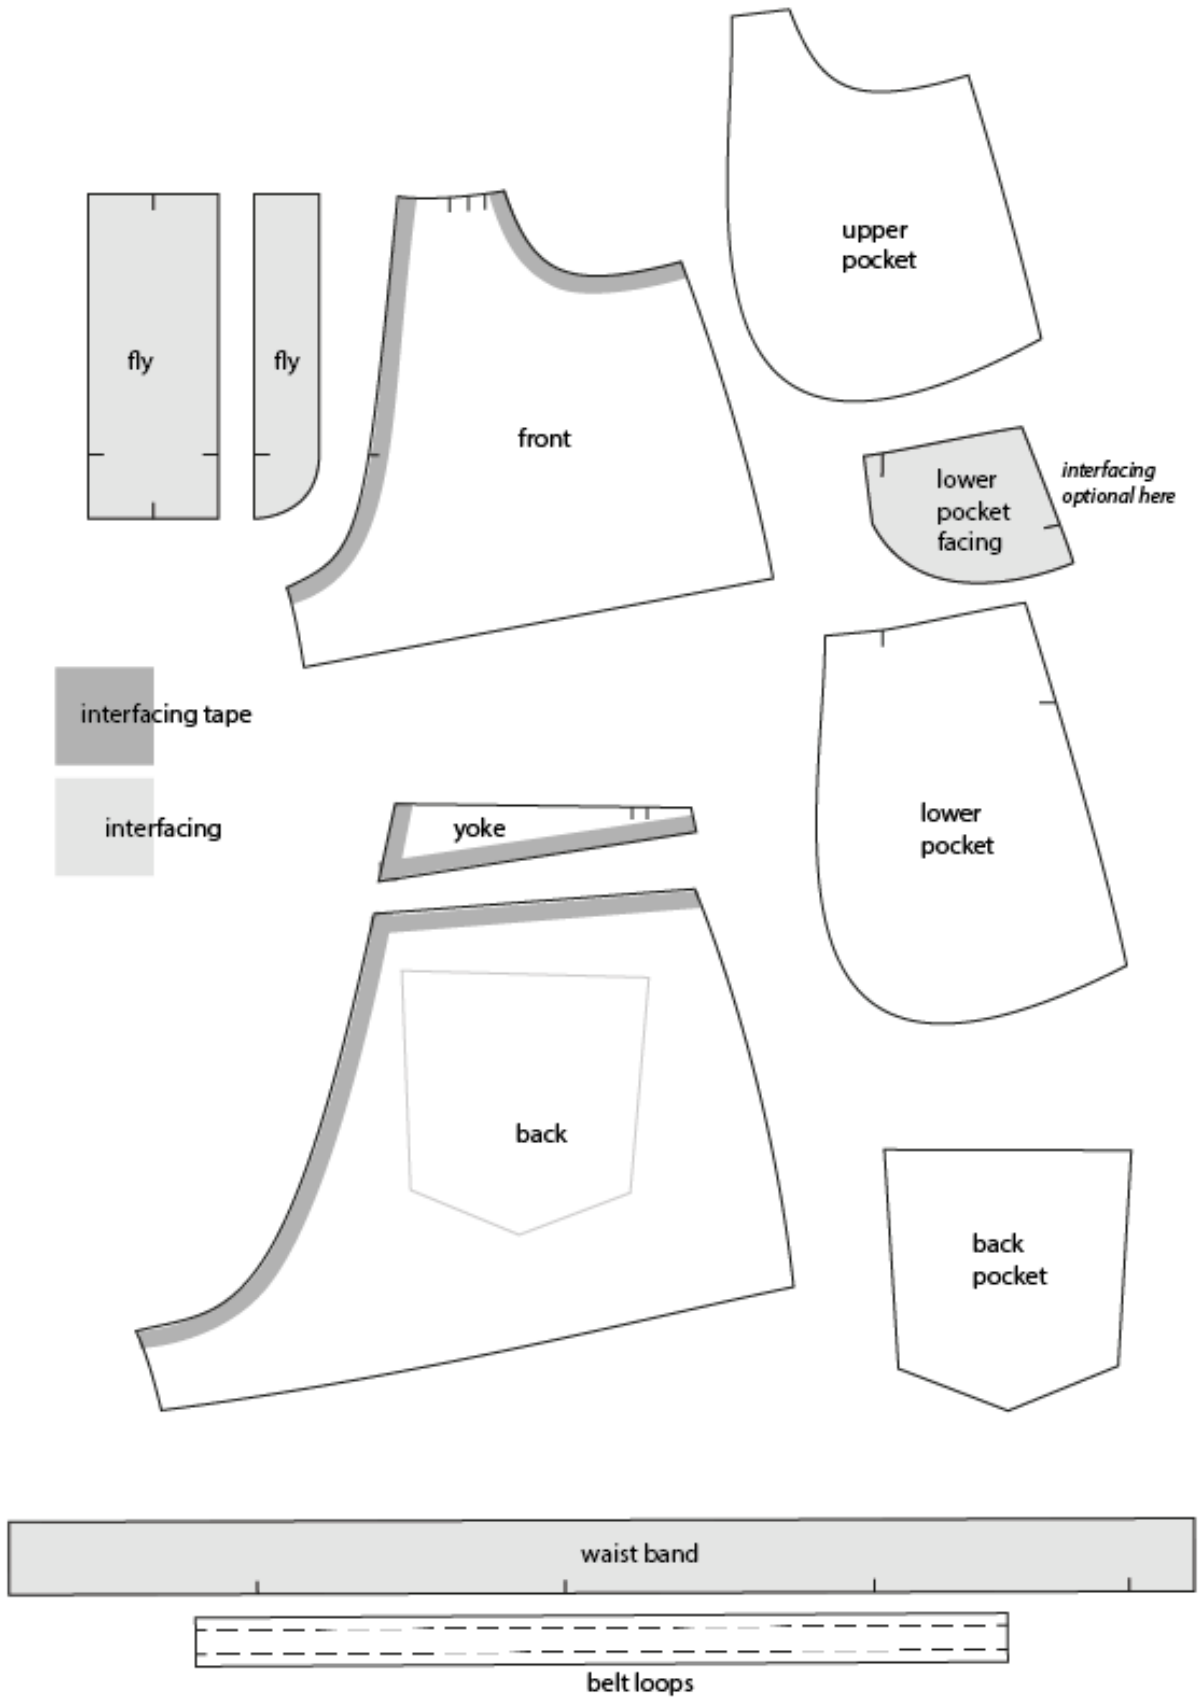 upper
pocket
fly
fly
front
lower
pocket
facing
interfacing
optional here
interfacing tape
interfacing
yoke
lower
pocket
back
back
pocket
waist band
belt loops